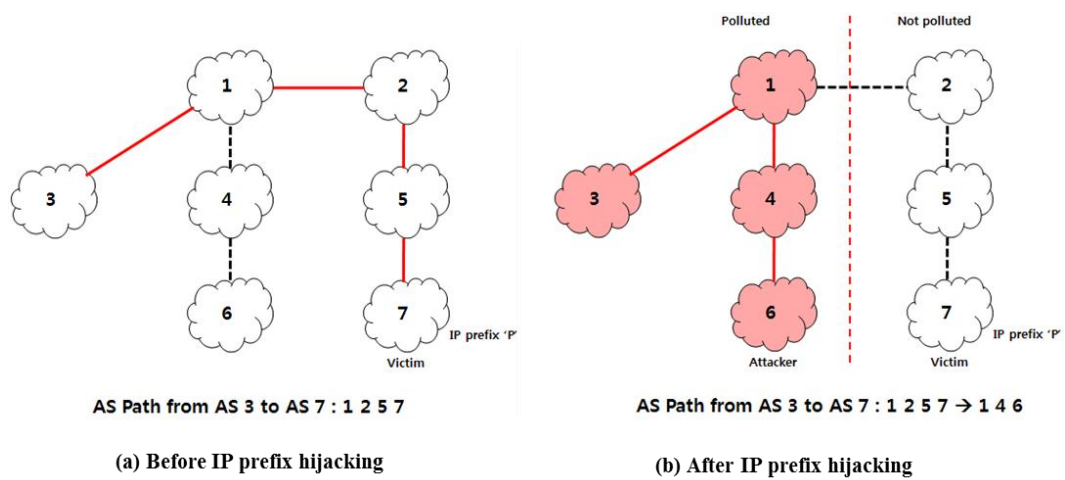 1
2
3
4
5
6
7
IP prefix ‘P’
Victim
AS Path from AS 3 to AS 7 : 1 2 5 7
(a) Before IP prefix hijacking
Polluted
Not polluted
1
2
3
4
5
6
7
IP prefix ‘P’
Attacker
Victim
AS Path from AS 3 to AS 7 : 1 2 5 7 → 1 4 6
(b) After IP prefix hijacking